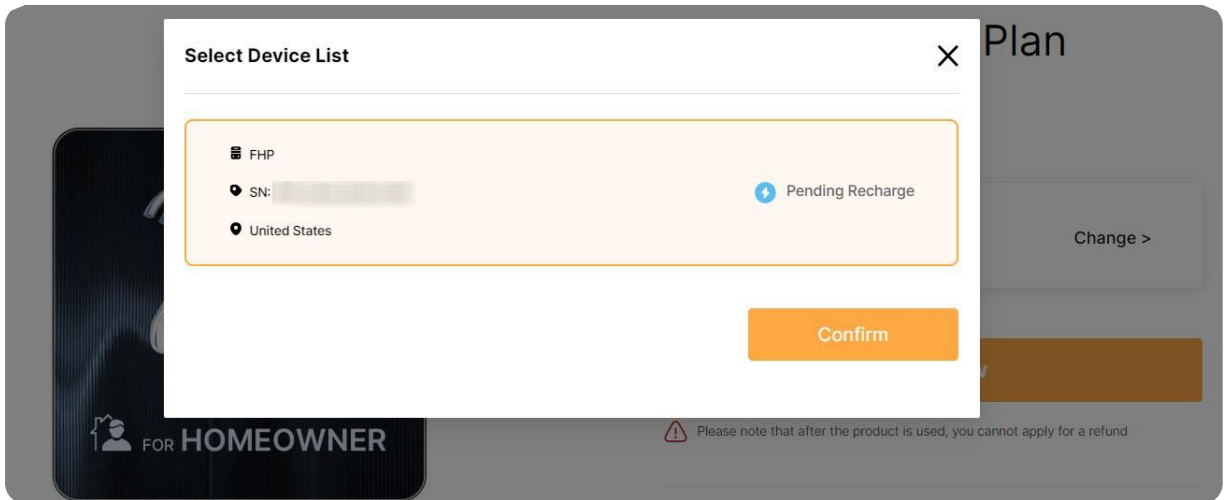 Plan
Select Device List
FHP
SN:
Pending Recharge
United States
Change >
Confirm
FOR HOMEOWNER
Please note that after the product is used, you cannot apply for a refund